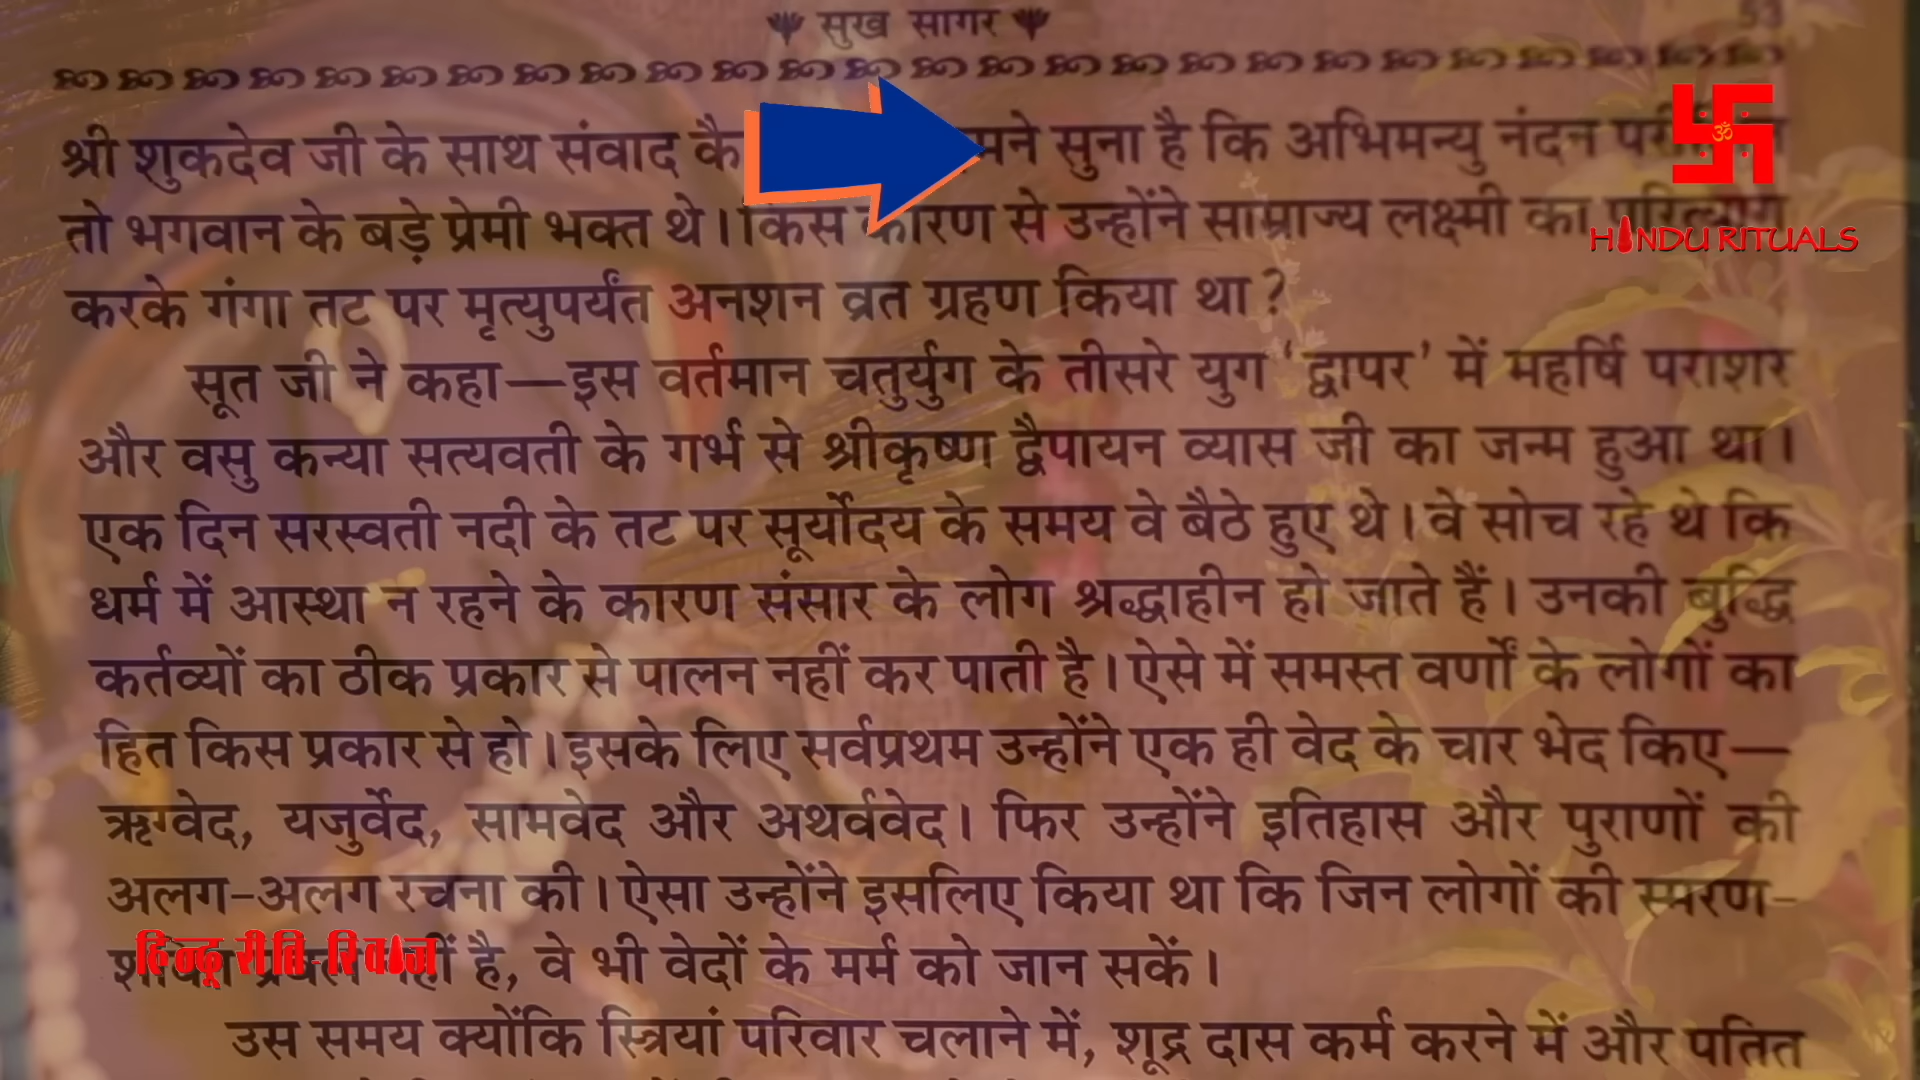 सुख सागर
53
श्री शुकदेव जी के साथ संवाद कै मने सुना है कि अभिमन्यु नंदन
तो भगवान के बड़े प्रेमी भक्त थे। किस कारण से उन्होंने साम्राज्य लक्ष्मी का परित्याग
HINDU RITUALS
करके गंगा तट पर मृत्युपर्यंत अनशन व्रत ग्रहण किया था?
सूत जी ने कहा—इस वर्तमान चतुर्युग के तीसरे युग 'द्वापर' में महर्षि पराशर
और वसु कन्या सत्यवती के गर्भ से श्रीकृष्ण द्वैपायन व्यास जी का जन्म हुआ था।
एक दिन सरस्वती नदी के तट पर सूर्योदय के समय वे बैठे हुए थे। वे सोच रहे थे कि
धर्म में आस्था न रहने के कारण संसार के लोग श्रद्धाहीन हो जाते हैं। उनकी बुद्धि
कर्तव्यों का ठीक प्रकार से पालन नहीं कर पाती है। ऐसे में समस्त वर्णों के लोगों का
हित किस प्रकार से हो। इसके लिए सर्वप्रथम उन्होंने एक ही वेद के चार भेद किए—
ऋग्वेद, यजुर्वेद, सामवेद और अथर्ववेद। फिर उन्होंने इतिहास और पुराणों की
अलग-अलग रचना की। ऐसा उन्होंने इसलिए किया था कि जिन लोगों की स्मरण-
हिन्दू रीति-रिवाज
है, वे भी वेदों के मर्म को जान सकें।
उस समय क्योंकि स्त्रियां परिवार चलाने में, शूद्र दास कर्म करने में और पतित